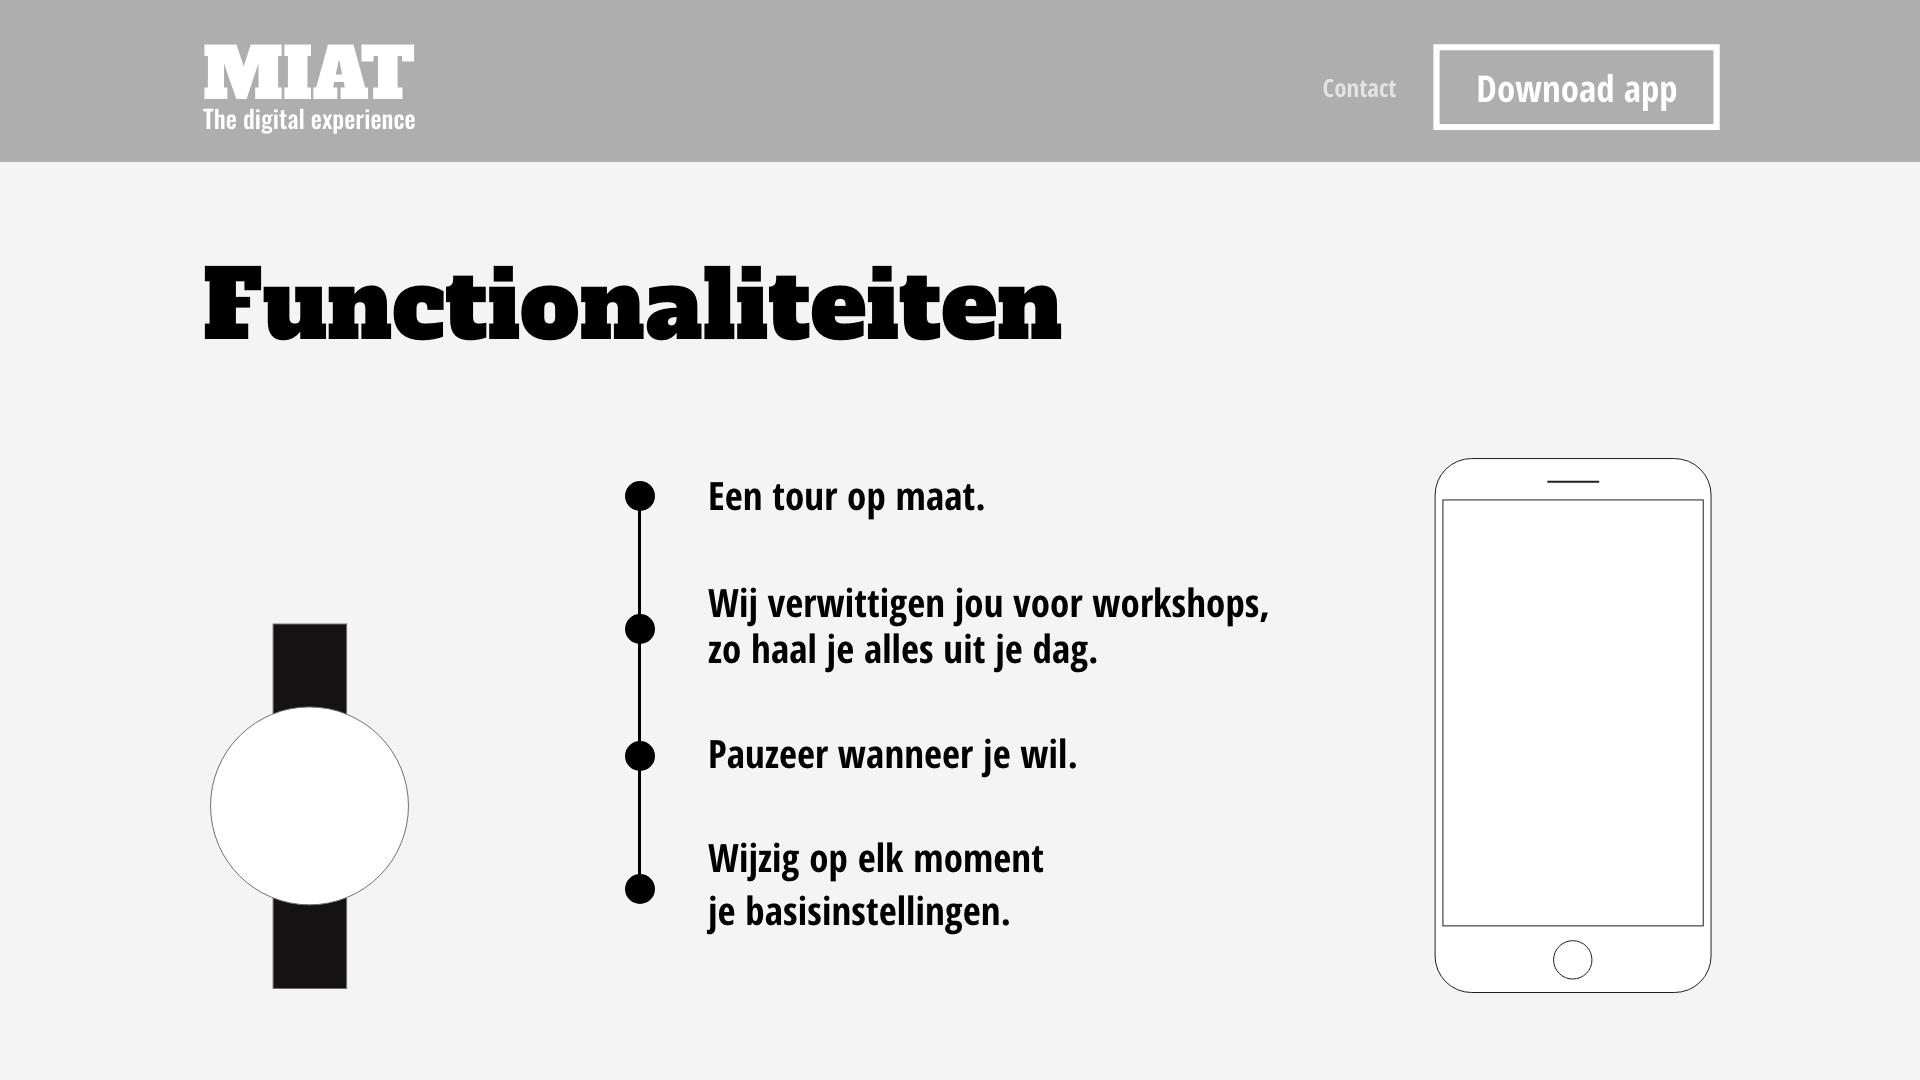 MIAT
The digital experience
Contact
Downoad app
Functionaliteiten
Een tour op maat.
Wij verwittigen jou voor workshops,
zo haal je alles uit je dag.
Pauzeer wanneer je wil.
Wijzig op elk moment
je basisinstellingen.